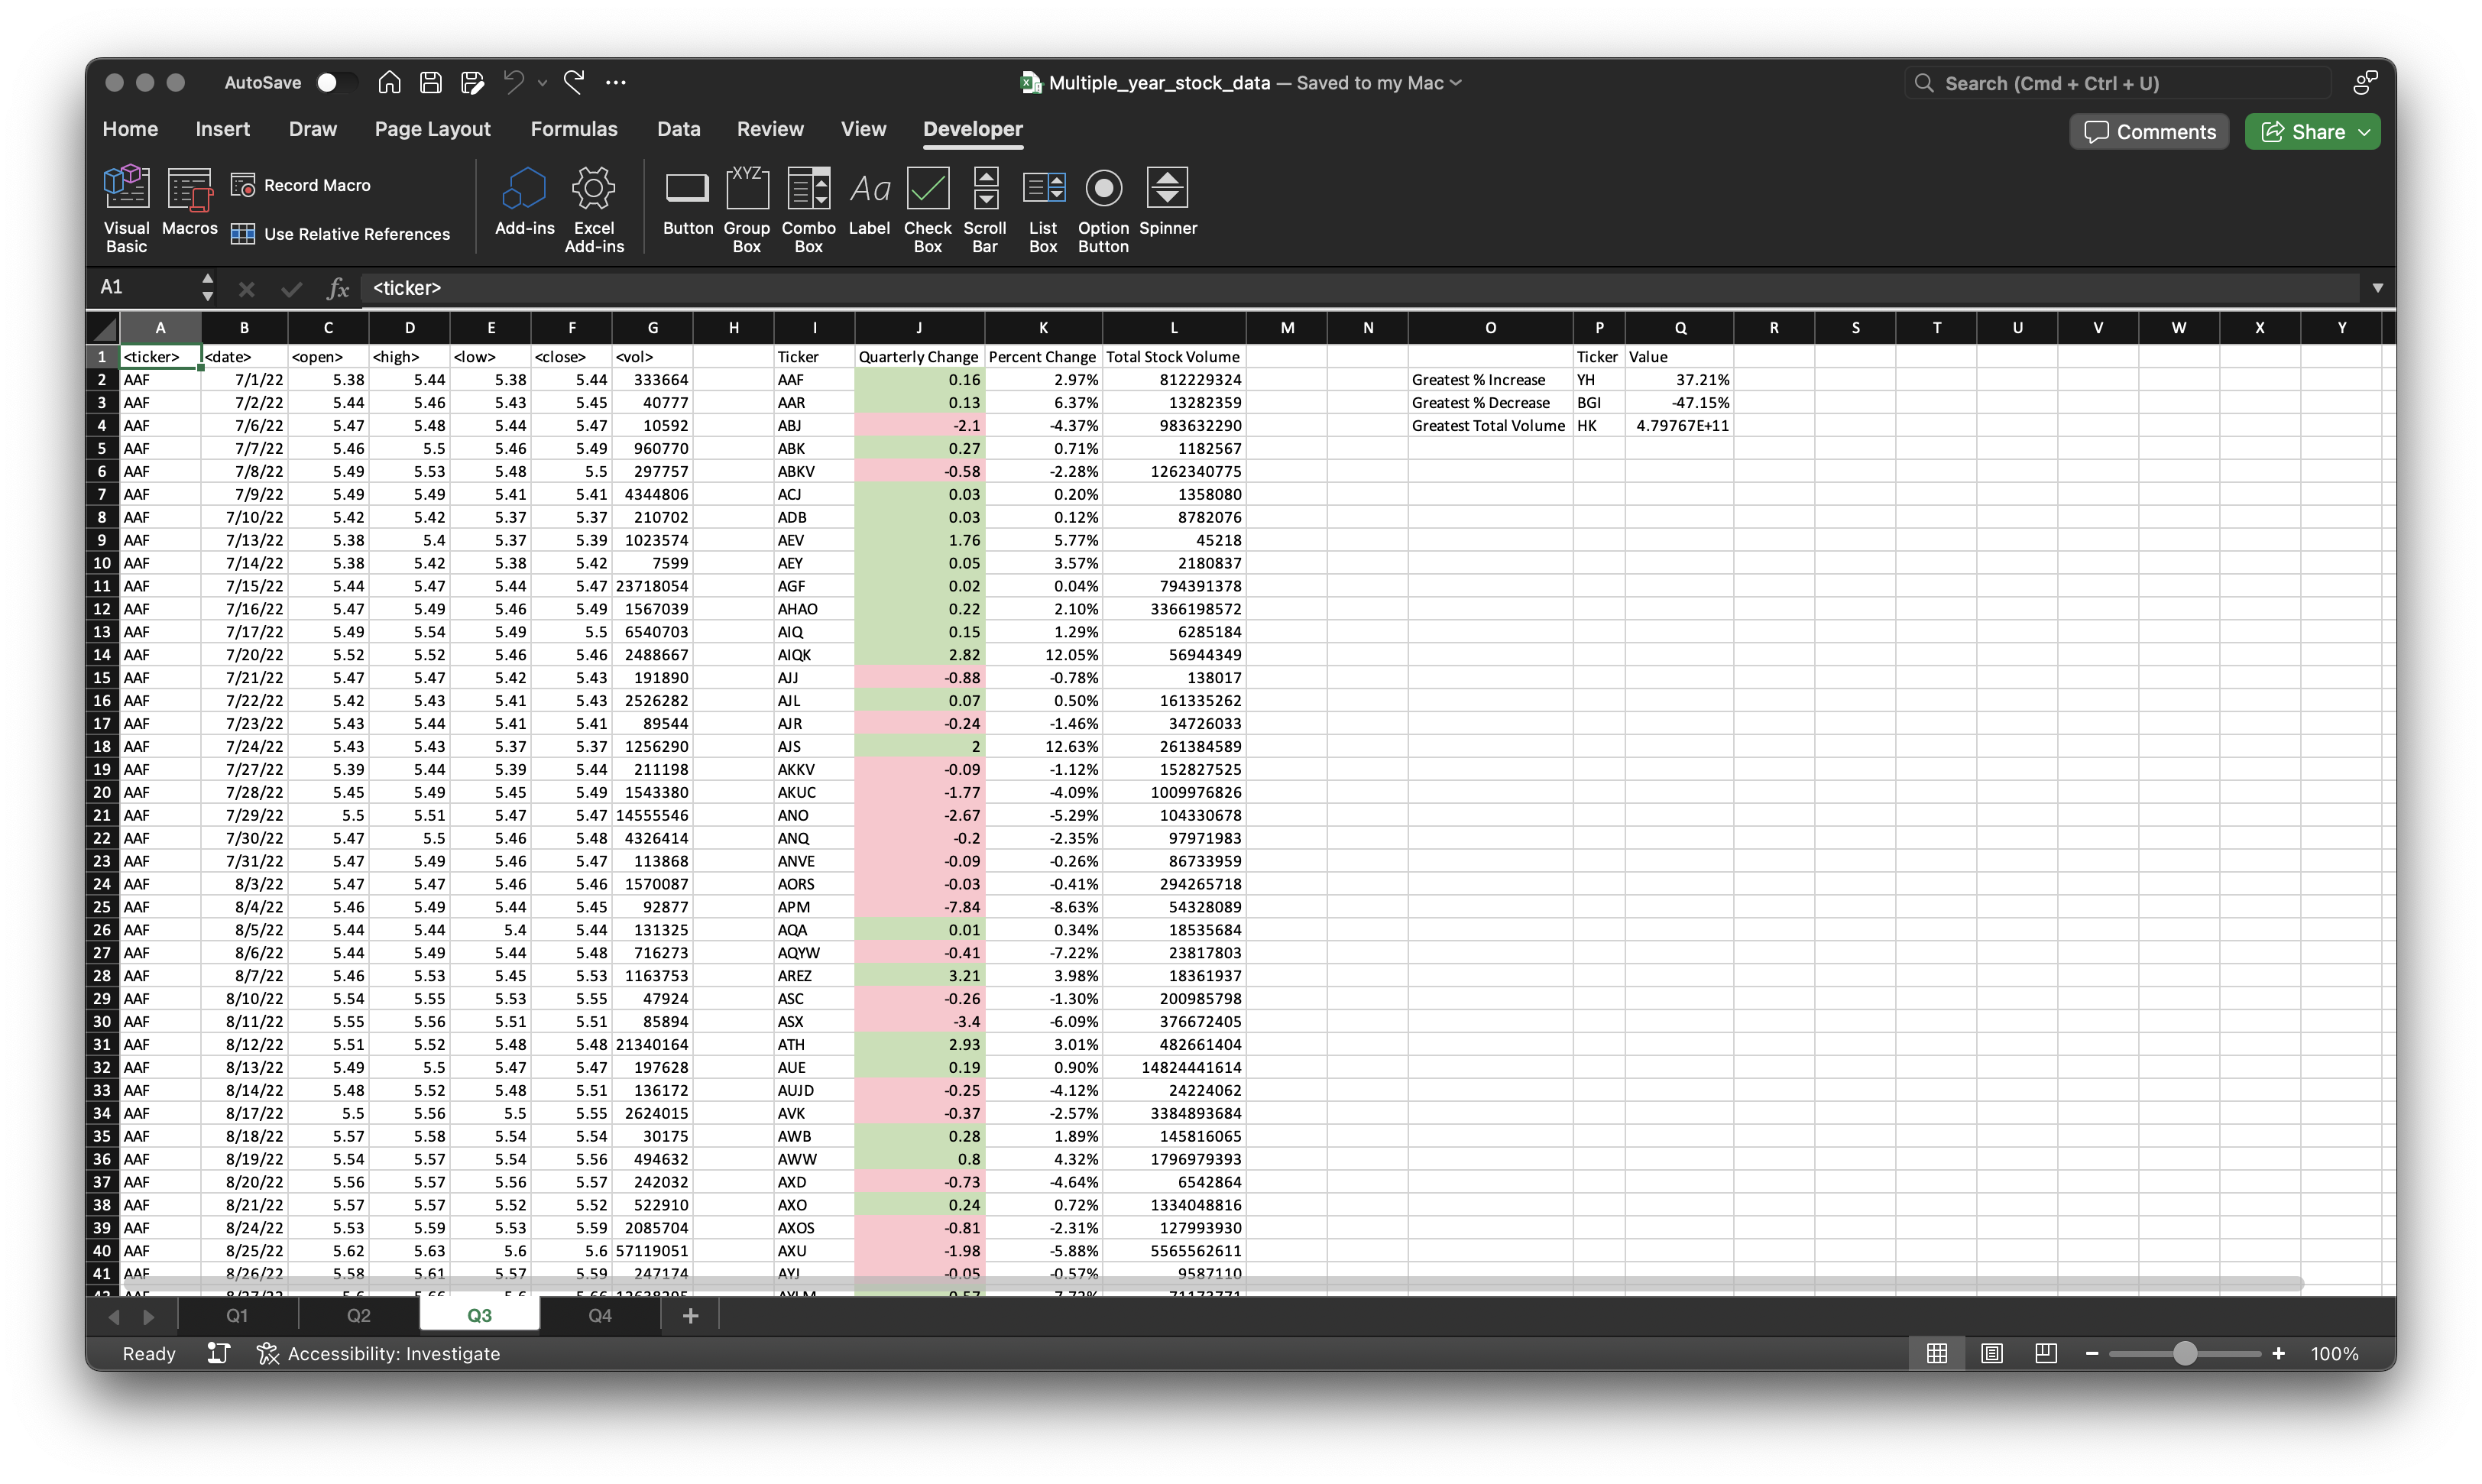 AutoSave
Multiple_year_stock_data — Saved to my Mac
Search (Cmd + Ctrl + U)
Home Insert Draw Page Layout Formulas Data Review View Developer
Comments Share
Visual Basic Macros Record Macro Use Relative References Add-ins Excel Add-ins Button Group Box Combo Box Label Check Box Scroll Bar List Box Option Button Spinner
XYZ Aa
A1 fx <ticker>
A B C D E F G H I J K L M N O P Q R S T U V W X Y
1 <ticker> <date> <open> <high> <low> <close> <vol> Ticker Quarterly Change Percent Change Total Stock Volume Ticker Value
2 AAF 7/1/22 5.38 5.44 5.38 5.44 333664 AAF 0.16 2.97% 812229324 Greatest % Increase YH 37.21%
3 AAF 7/2/22 5.44 5.46 5.43 5.45 40777 AAR 0.13 6.37% 13282359 Greatest % Decrease BGI -47.15%
4 AAF 7/6/22 5.47 5.48 5.44 5.47 10592 ABJ -2.1 -4.37% 983632290 Greatest Total Volume HK 4.79767E+11
5 AAF 7/7/22 5.46 5.5 5.46 5.49 960770 ABK 0.27 0.71% 1182567
6 AAF 7/8/22 5.49 5.53 5.48 5.5 297757 ABKV -0.58 -2.28% 1262340775
7 AAF 7/9/22 5.49 5.49 5.41 5.41 4344806 ACJ 0.03 0.20% 1358080
8 AAF 7/10/22 5.42 5.42 5.37 5.37 210702 ADB 0.03 0.12% 8782076
9 AAF 7/13/22 5.38 5.4 5.37 5.39 1023574 AEV 1.76 5.77% 45218
10 AAF 7/14/22 5.38 5.42 5.38 5.42 7599 AEY 0.05 3.57% 2180837
11 AAF 7/15/22 5.44 5.47 5.44 5.47 23718054 AGF 0.02 0.04% 794391378
12 AAF 7/16/22 5.47 5.49 5.46 5.49 1567039 AHAO 0.22 2.10% 3366198572
13 AAF 7/17/22 5.49 5.54 5.49 5.5 6540703 AIQ 0.15 1.29% 6285184
14 AAF 7/20/22 5.52 5.52 5.46 5.46 2488667 AIQK 2.82 12.05% 56944349
15 AAF 7/21/22 5.47 5.47 5.42 5.43 191890 AJJ -0.88 -0.78% 138017
16 AAF 7/22/22 5.42 5.43 5.41 5.43 2526282 AJL 0.07 0.50% 161335262
17 AAF 7/23/22 5.43 5.44 5.41 5.41 89544 AJR -0.24 -1.46% 34726033
18 AAF 7/24/22 5.43 5.43 5.37 5.37 1256290 AJS 2 12.63% 261384589
19 AAF 7/27/22 5.39 5.44 5.39 5.44 211198 AKKV -0.09 -1.12% 152827525
20 AAF 7/28/22 5.45 5.49 5.45 5.49 1543380 AKUC -1.77 -4.09% 1009976826
21 AAF 7/29/22 5.5 5.51 5.47 5.47 14555546 ANO -2.67 -5.29% 104330678
22 AAF 7/30/22 5.47 5.5 5.46 5.48 4326414 ANQ -0.2 -2.35% 97971983
23 AAF 7/31/22 5.47 5.49 5.46 5.47 113868 ANVE -0.09 -0.26% 86733959
24 AAF 8/3/22 5.47 5.47 5.46 5.46 1570087 AORS -0.03 -0.41% 294265718
25 AAF 8/4/22 5.46 5.49 5.44 5.45 92877 APM -7.84 -8.63% 54328089
26 AAF 8/5/22 5.44 5.44 5.4 5.44 131325 AQA 0.01 0.34% 18535684
27 AAF 8/6/22 5.44 5.49 5.44 5.48 716273 AQYW -0.41 -7.22% 23817803
28 AAF 8/7/22 5.46 5.53 5.45 5.53 1163753 AREZ 3.21 3.98% 18361937
29 AAF 8/10/22 5.54 5.55 5.53 5.55 47924 ASC -0.26 -1.30% 200985798
30 AAF 8/11/22 5.55 5.56 5.51 5.51 85894 ASX -3.4 -6.09% 376672405
31 AAF 8/12/22 5.51 5.52 5.48 5.48 21340164 ATH 2.93 3.01% 482661404
32 AAF 8/13/22 5.49 5.5 5.47 5.47 197628 AUE 0.19 0.90% 14824441614
33 AAF 8/14/22 5.48 5.52 5.48 5.51 136172 AUJD -0.25 -4.12% 24224062
34 AAF 8/17/22 5.5 5.56 5.5 5.55 2624015 AVK -0.37 -2.57% 3384893684
35 AAF 8/18/22 5.57 5.58 5.54 5.54 30175 AWB 0.28 1.89% 145816065
36 AAF 8/19/22 5.54 5.57 5.54 5.56 494632 AWW 0.8 4.32% 1796979393
37 AAF 8/20/22 5.56 5.57 5.56 5.57 242032 AXD -0.73 -4.64% 6542864
38 AAF 8/21/22 5.57 5.57 5.52 5.52 522910 AXO 0.24 0.72% 1334048816
39 AAF 8/24/22 5.53 5.59 5.53 5.59 2085704 AXOS -0.81 -2.31% 127993930
40 AAF 8/25/22 5.62 5.63 5.6 5.6 57119051 AXU -1.98 -5.88% 5565562611
41 AAF 8/26/22 5.58 5.61 5.57 5.59 247174 AYJ -0.05 -0.57% 9587110
Q1 Q2 Q3 Q4
Ready Accessibility: Investigate 100%